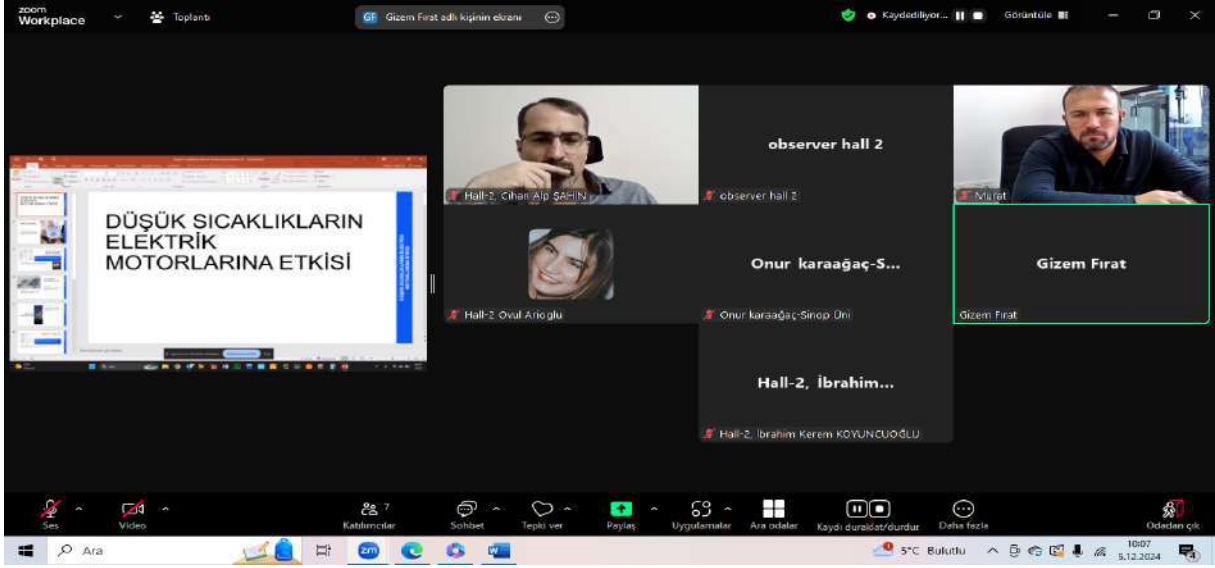 zoom
Workplace
Toplantı
GF Gizem Fırat adlı kişinin ekranı
Kaydediliyor...
Görüntüle
DÜŞÜK SICAKLIKLARIN
ELEKTRİK
MOTORLARINA ETKİSİ
Hall-2, Cihan Alp ŞAHİN
observer hall 2
observer hall 2
Murat
Hall-2 Ovul Arioglu
Onur karaağaç-S...
Onur karaağaç-Sinop Üni
Gizem Fırat
Gizem Fırat
Hall-2, İbrahim...
Hall-2, İbrahim Kerem KOYUNCUOĞLU
Ses
Video
7
Katılımcılar
Sohbet
Tepki ver
Paylaş
Uygulamalar
Ara odalar
Kaydı duraklat/durdur
Daha fazla
Odadan çık
Ara
zm
5°C Bulutlu
10:07
5.12.2024
4